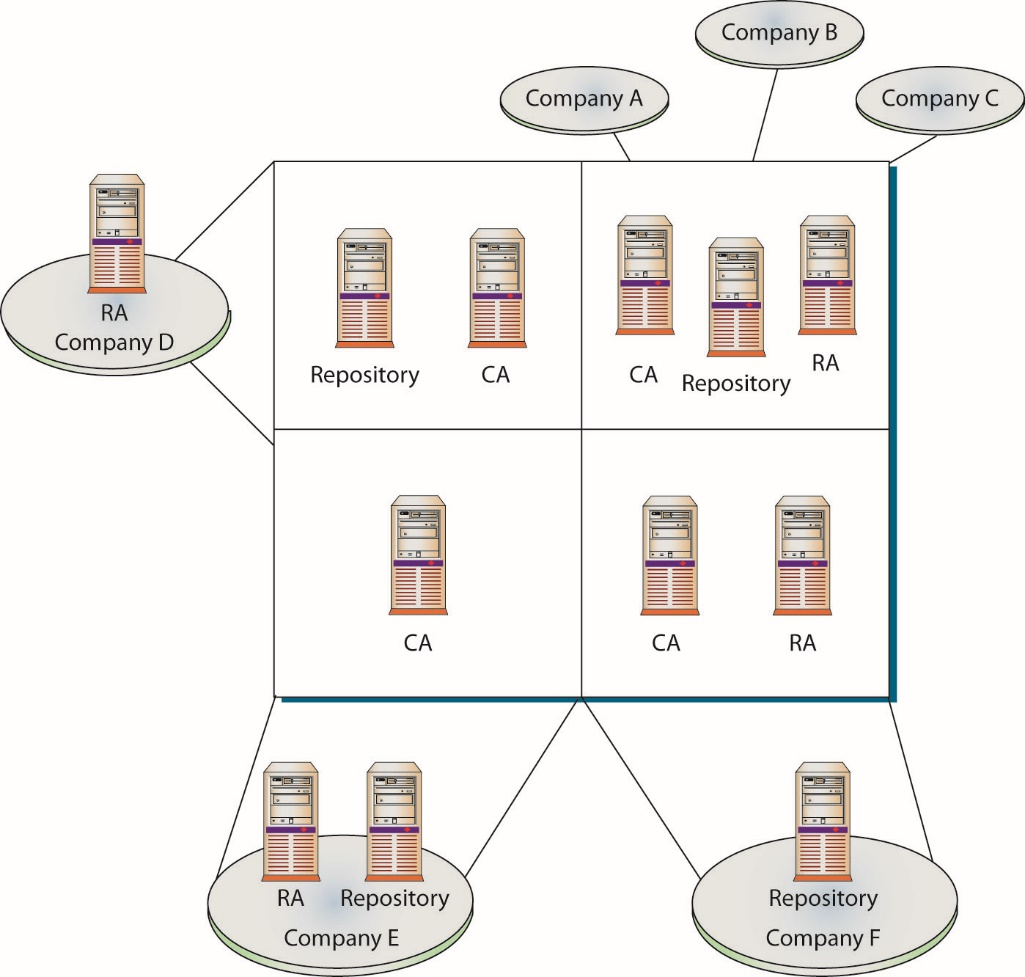 Company B
Company A
Company C
RA
Company D
Repository
CA
CA
Repository
RA
CA
CA
RA
RA
Repository
Company E
Repository
Company F